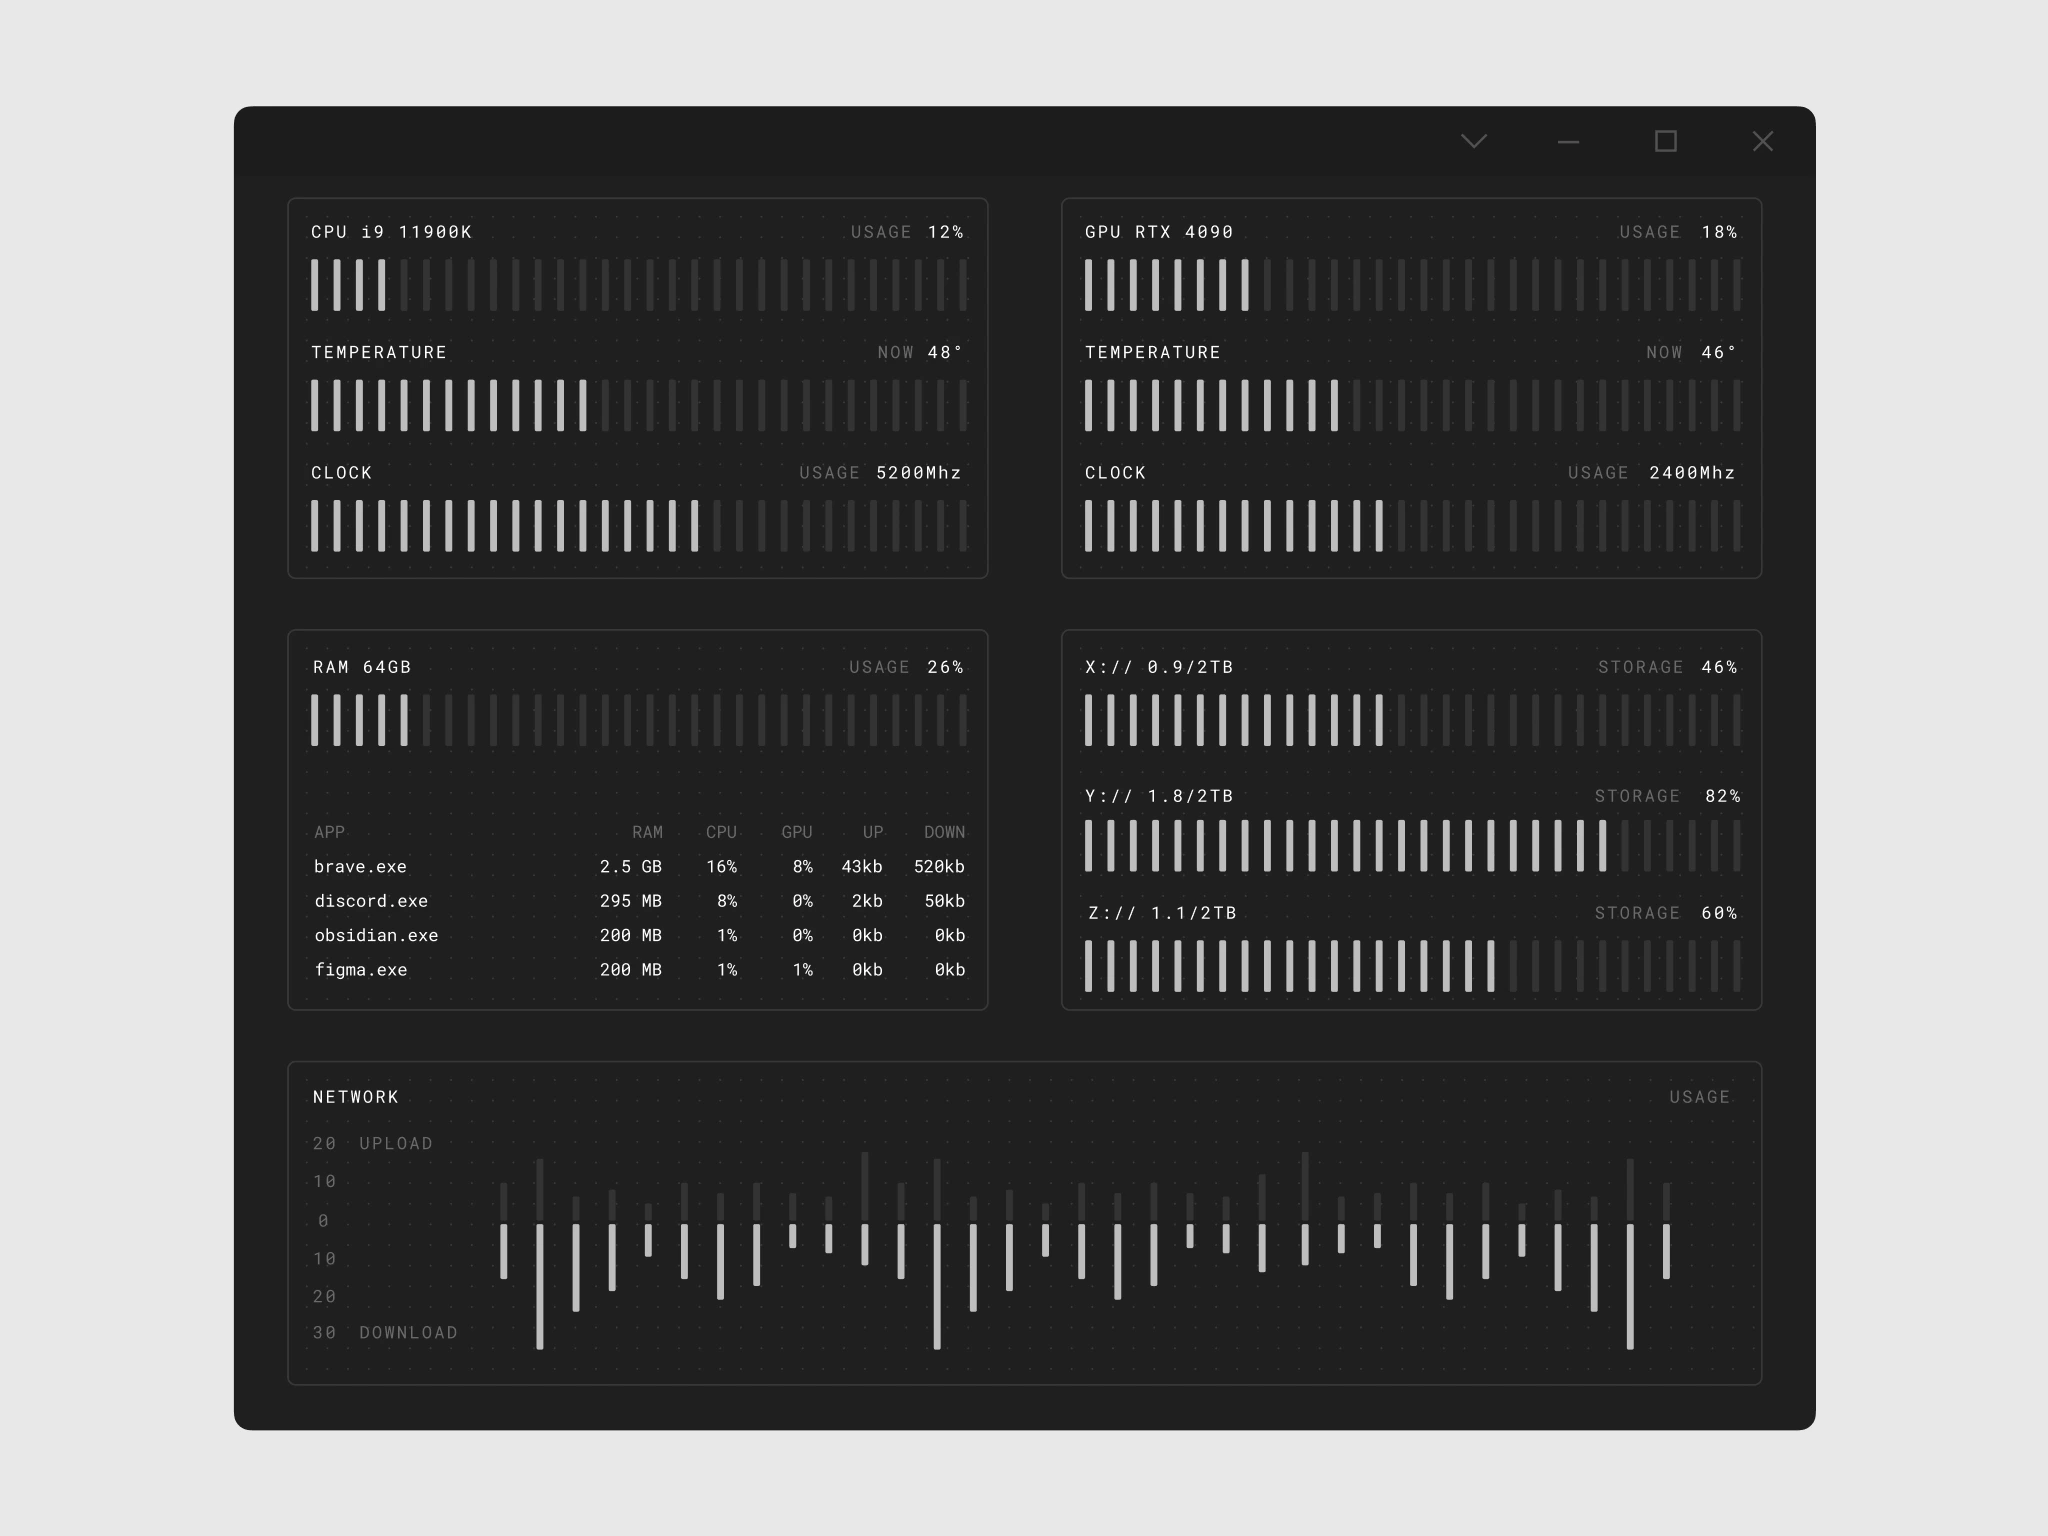 CPU i9 11900K USAGE 12%
TEMPERATURE NOW 48°
CLOCK USAGE 5200Mhz
GPU RTX 4090 USAGE 18%
TEMPERATURE NOW 46°
CLOCK USAGE 2400Mhz
RAM 64GB USAGE 26%
APP RAM CPU GPU UP DOWN
brave.exe 2.5 GB 16% 8% 43kb 520kb
discord.exe 295 MB 8% 0% 2kb 50kb
obsidian.exe 200 MB 1% 0% 0kb 0kb
figma.exe 200 MB 1% 1% 0kb 0kb
X:// 0.9/2TB STORAGE 46%
Y:// 1.8/2TB STORAGE 82%
Z:// 1.1/2TB STORAGE 60%
NETWORK USAGE
20 UPLOAD
10
0
10
20
30 DOWNLOAD